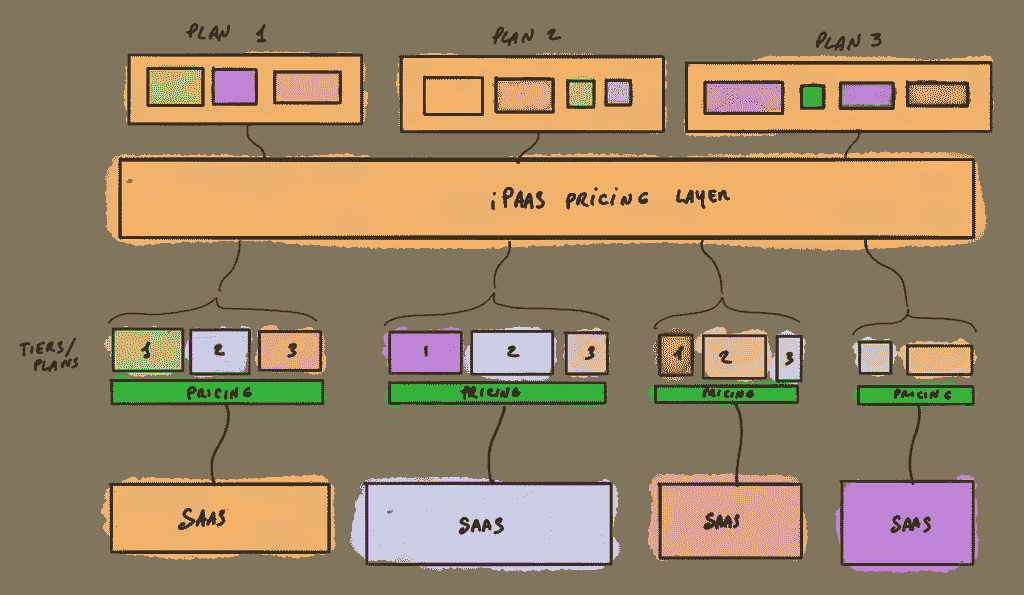 PLAN 1
PLAN 2
PLAN 3
iPAAS PRICING LAYER
TIERS/
PLANS
1 2 3
1 2 3
1 2 3
PRICING
PRICING
PRICING
PRICING
SAAS
SAAS
SAAS
SAAS